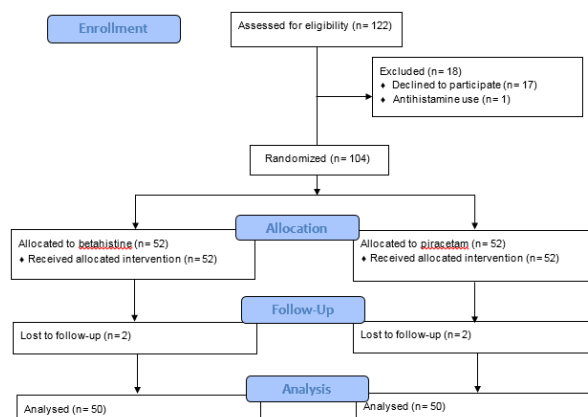 Enrollment
Assessed for eligibility (n= 122)
Excluded (n= 18)
♦ Declined to participate (n= 17)
♦ Antihistamine use (n= 1)
Randomized (n= 104)
Allocation
Allocated to betahistine (n= 52)
♦ Received allocated intervention (n= 52)
Allocated to piracetam (n= 52)
♦ Received allocated intervention (n= 52)
Follow-Up
Lost to follow-up (n= 2)
Lost to follow-up (n= 2)
Analysis
Analysed (n= 50)
Analysed (n= 50)